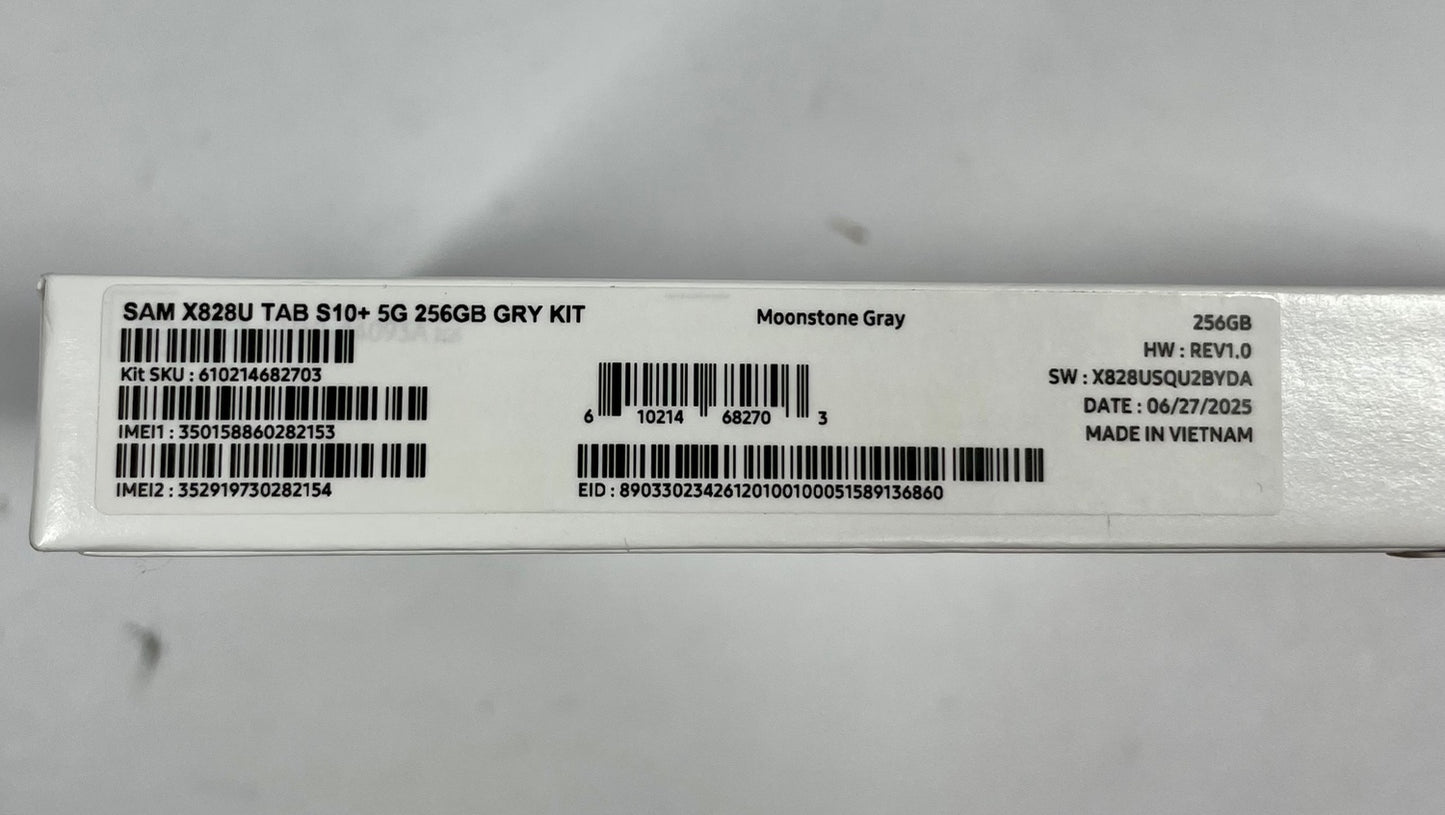 SAM X828U TAB S10+ 5G 256GB GRY KIT
Kit SKU : 610214682703
IMEI1 : 350158860282153
IMEI2 : 352919730282154
Moonstone Gray
6 10214 68270 3
EID : 89033023426120100100051589136860
256GB
HW : REV1.0
SW : X828USQU2BYDA
DATE : 06/27/2025
MADE IN VIETNAM